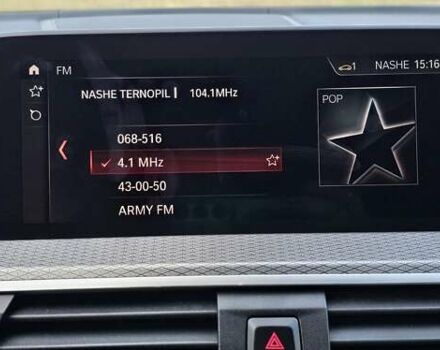 FM
1 NASHE 15:16
NASHE TERNOPIL | 104.1MHz
POP
068-516
4.1 MHz
43-00-50
ARMY FM